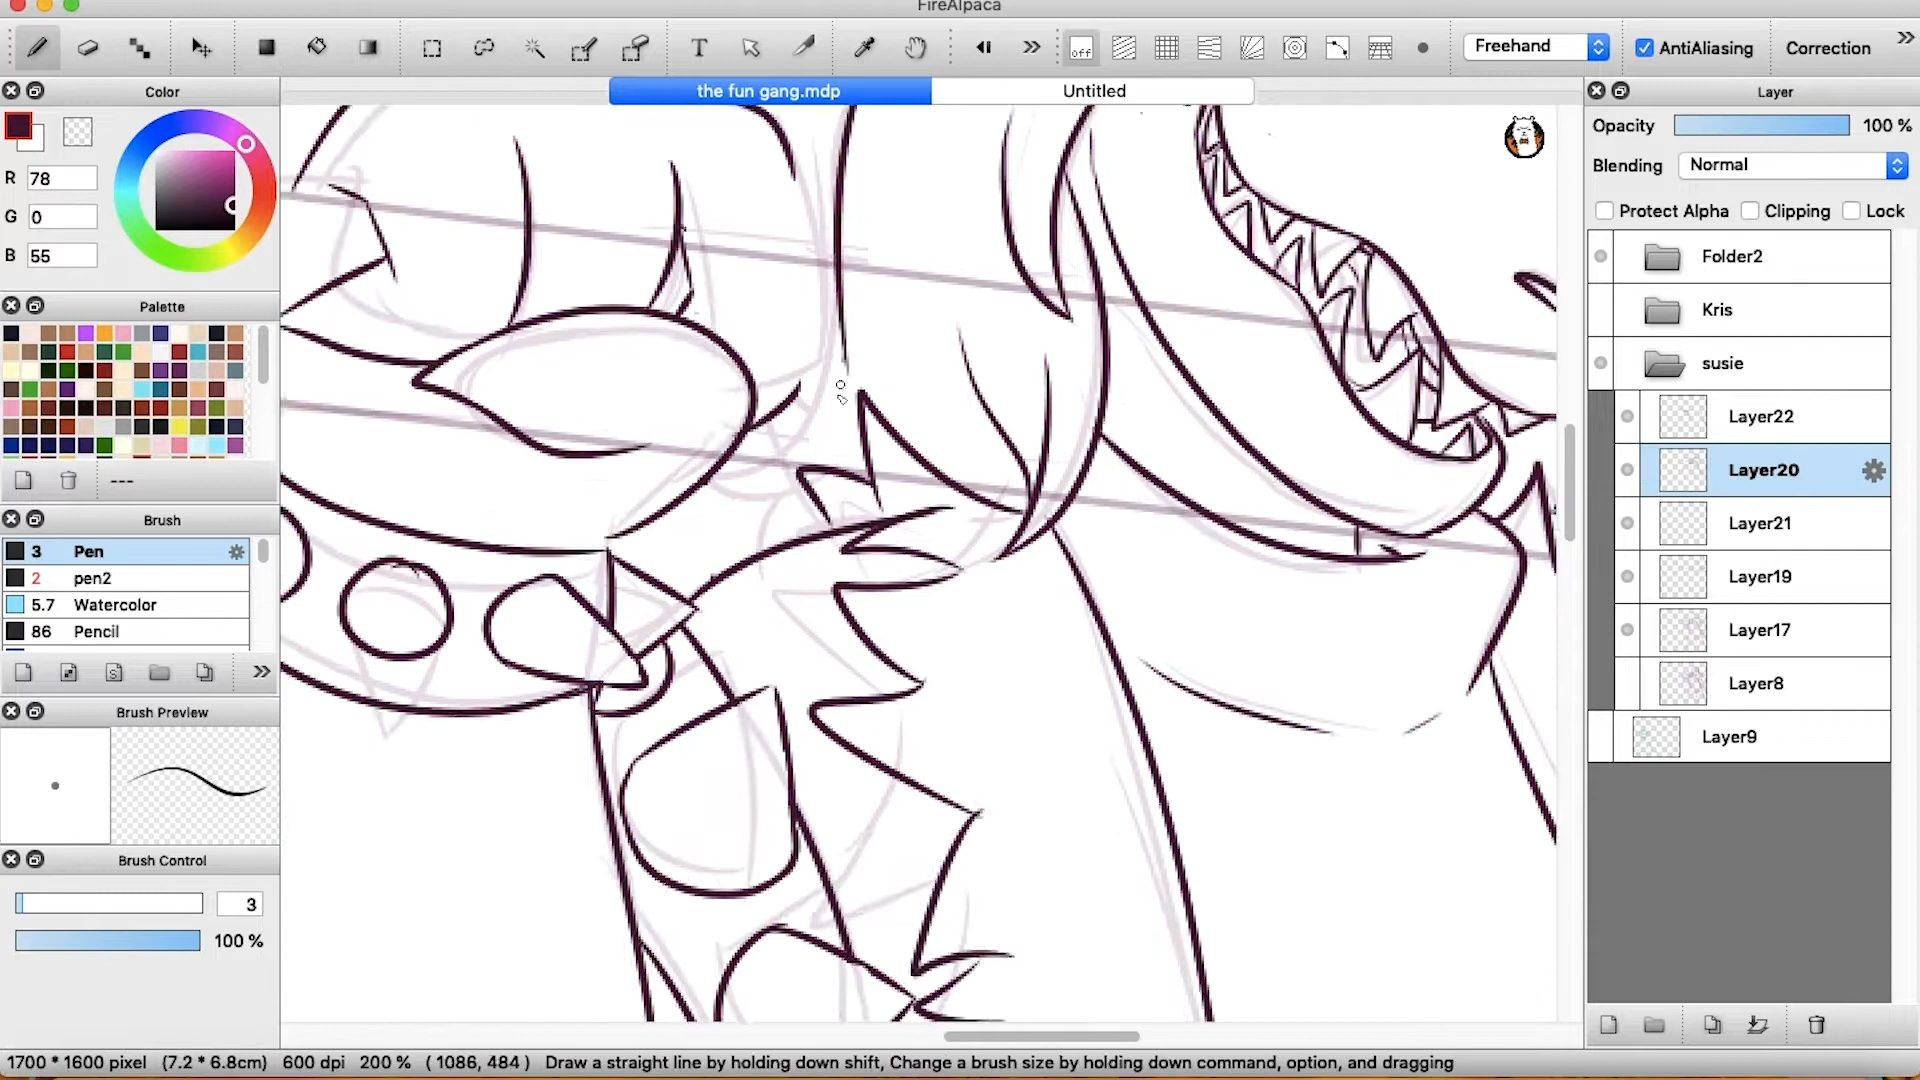 FireAlpaca
Freehand
AntiAliasing
Correction
Color
the fun gang.mdp
Untitled
Layer
R 78
G 0
B 55
Opacity 100 %
Blending Normal
Protect Alpha Clipping Lock
Palette
---
Brush
3 Pen
2 pen2
5.7 Watercolor
86 Pencil
Brush Preview
Brush Control
3
100 %
off
Folder2
Kris
susie
Layer22
Layer20
Layer21
Layer19
Layer17
Layer8
Layer9
1700 * 1600 pixel (7.2 * 6.8cm) 600 dpi 200 % ( 1086, 484 ) Draw a straight line by holding down shift, Change a brush size by holding down command, option, and dragging